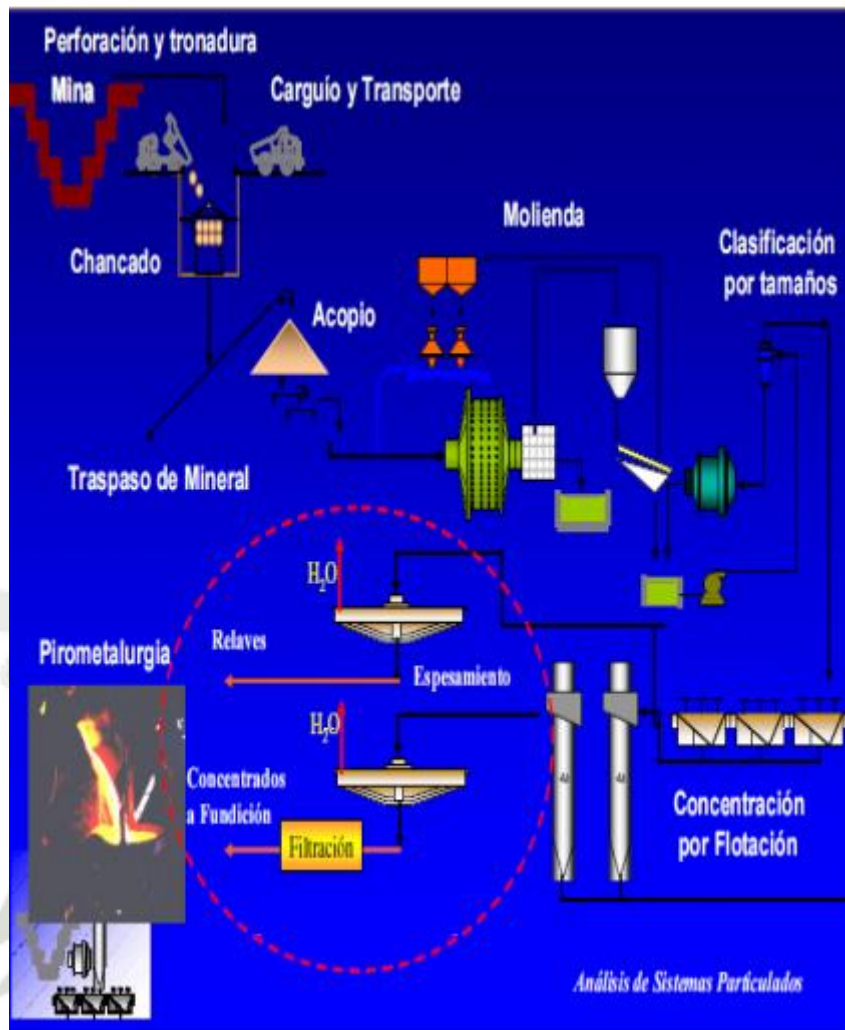 Perforación y tronadura
Mina
Carguío y Transporte
Molienda
Clasificación
por tamaños
Chancado
Acopio
Traspaso de Mineral
H₂O
Relaves
Espesamiento
Pirometalurgia
H₂O
Concentrados
a Fundición
Filtración
Concentración
por Flotación
Análisis de Sistemas Particulados